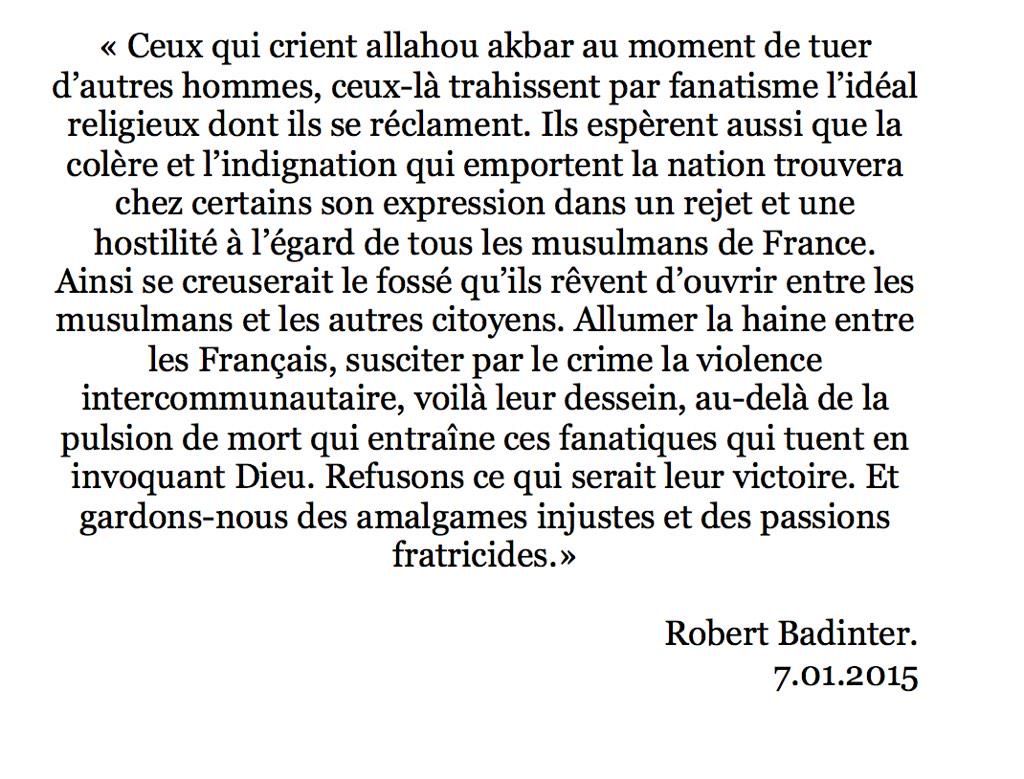 « Ceux qui crient allahou akbar au moment de tuer
d’autres hommes, ceux-là trahissent par fanatisme l’idéal
religieux dont ils se réclament. Ils espèrent aussi que la
colère et l’indignation qui emportent la nation trouvera
chez certains son expression dans un rejet et une
hostilité à l’égard de tous les musulmans de France.
Ainsi se creuserait le fossé qu’ils rêvent d’ouvrir entre les
musulmans et les autres citoyens. Allumer la haine entre
les Français, susciter par le crime la violence
intercommunautaire, voilà leur dessein, au-delà de la
pulsion de mort qui entraîne ces fanatiques qui tuent en
invoquant Dieu. Refusons ce qui serait leur victoire. Et
gardons-nous des amalgames injustes et des passions
fratricides.»
Robert Badinter.
7.01.2015